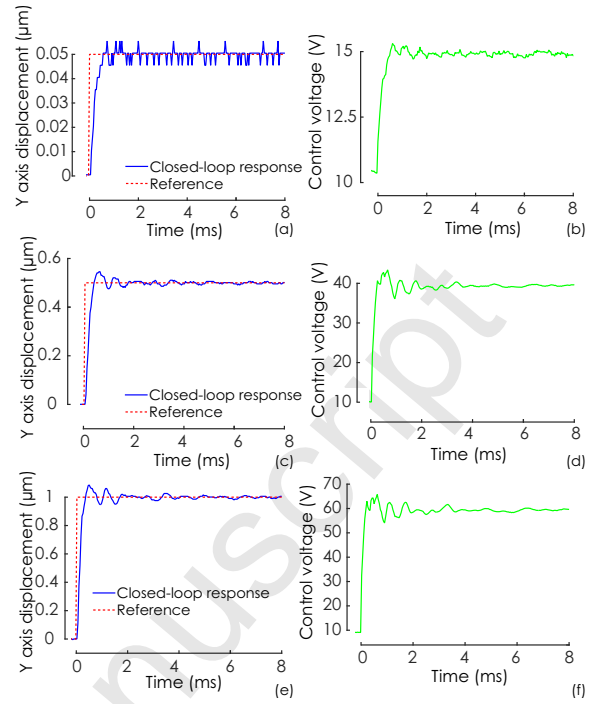 Y axis displacement (µm)
0.05
0.04
0.03
0.02
0.01
0
Closed-loop response
Reference
0 2 4 6 8
Time (ms)
(a)
Control voltage (V)
15
12.5
10
0 2 4 6 8
Time (ms)
(b)
Y axis displacement (µm)
0.6
0.4
0.2
0
Closed-loop response
Reference
0 2 4 6 8
Time (ms)
(c)
Control voltage (V)
40
30
20
10
0 2 4 6 8
Time (ms)
(d)
Y axis displacement (µm)
1
0.8
0.6
0.4
0.2
0
Closed-loop response
Reference
0 2 4 6 8
Time (ms)
(e)
Control voltage (V)
70
60
50
40
30
20
10
0 2 4 6 8
Time (ms)
(f)
nuscript